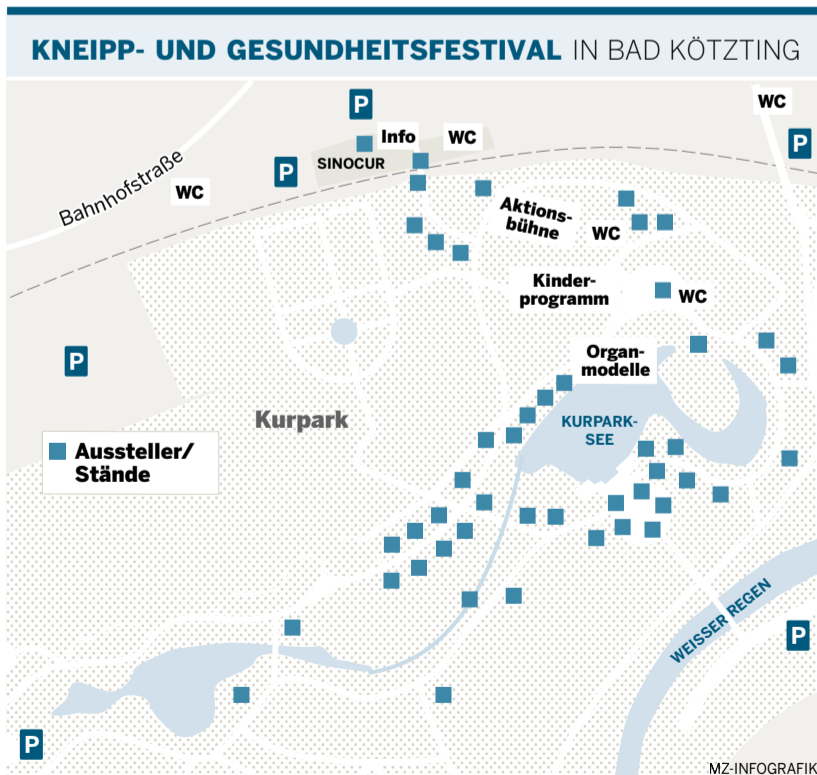 KNEIPP- UND GESUNDHEITSFESTIVAL IN BAD KÖTZTING
P
WC
Info
WC
P
SINOCUR
P
Bahnhofstraße
WC
Aktions-
bühne
WC
Kinder-
programm
WC
P
Organ-
modelle
Kurpark
KURPARK-
SEE
Aussteller/
Stände
WEISSER REGEN
P
P
MZ-INFOGRAFIK